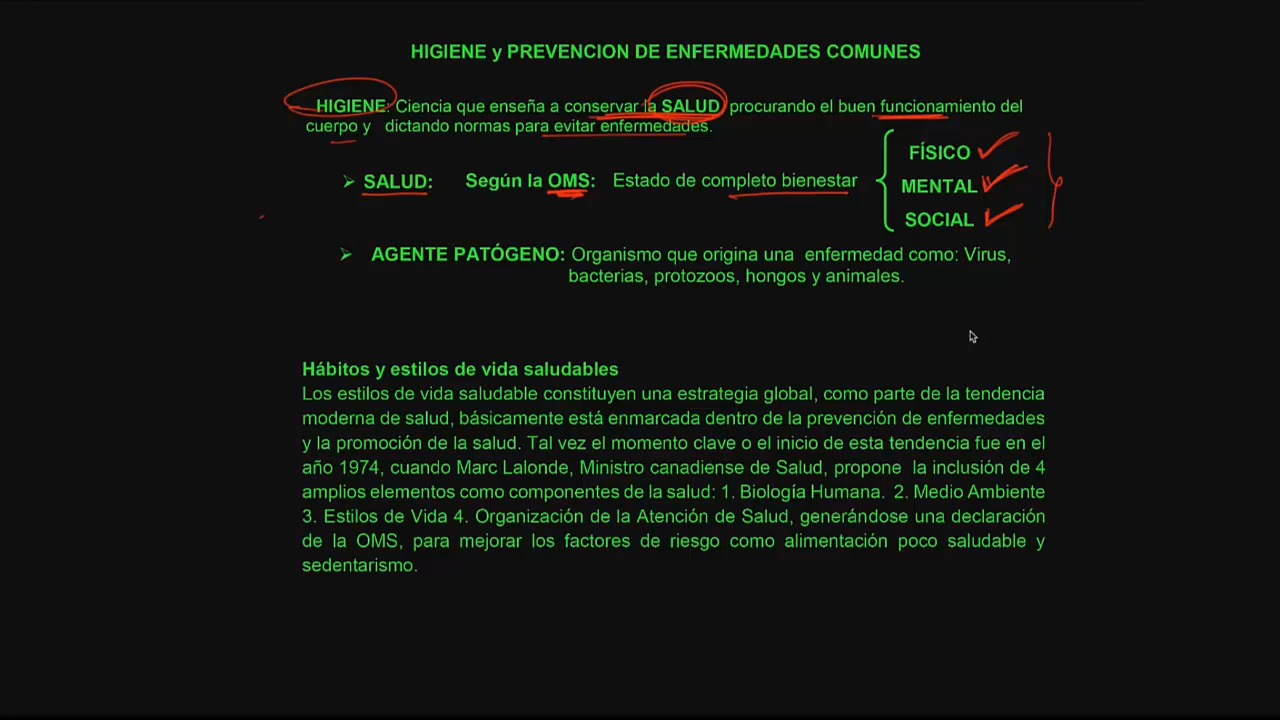 HIGIENE y PREVENCION DE ENFERMEDADES COMUNES
HIGIENE: Ciencia que enseña a conservar la SALUD procurando el buen funcionamiento del
cuerpo y dictando normas para evitar enfermedades.
➢ SALUD: Según la OMS: Estado de completo bienestar
FÍSICO
MENTAL
SOCIAL
➢ AGENTE PATÓGENO: Organismo que origina una enfermedad como: Virus,
bacterias, protozoos, hongos y animales.
Hábitos y estilos de vida saludables
Los estilos de vida saludable constituyen una estrategia global, como parte de la tendencia
moderna de salud, básicamente está enmarcada dentro de la prevención de enfermedades
y la promoción de la salud. Tal vez el momento clave o el inicio de esta tendencia fue en el
año 1974, cuando Marc Lalonde, Ministro canadiense de Salud, propone la inclusión de 4
amplios elementos como componentes de la salud: 1. Biología Humana. 2. Medio Ambiente
3. Estilos de Vida 4. Organización de la Atención de Salud, generándose una declaración
de la OMS, para mejorar los factores de riesgo como alimentación poco saludable y
sedentarismo.